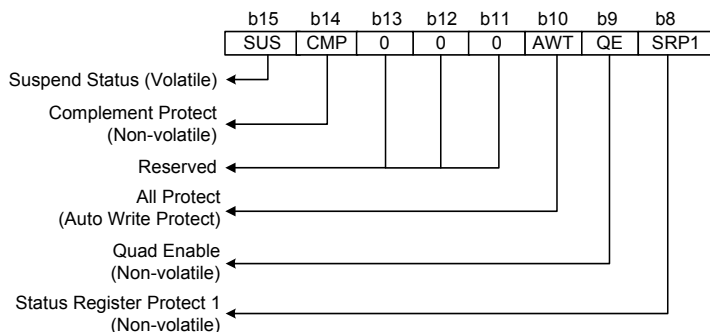 b15 b14 b13 b12 b11 b10 b9 b8
SUS CMP 0 0 0 AWT QE SRP1
Suspend Status (Volatile)
Complement Protect
(Non-volatile)
Reserved
All Protect
(Auto Write Protect)
Quad Enable
(Non-volatile)
Status Register Protect 1
(Non-volatile)